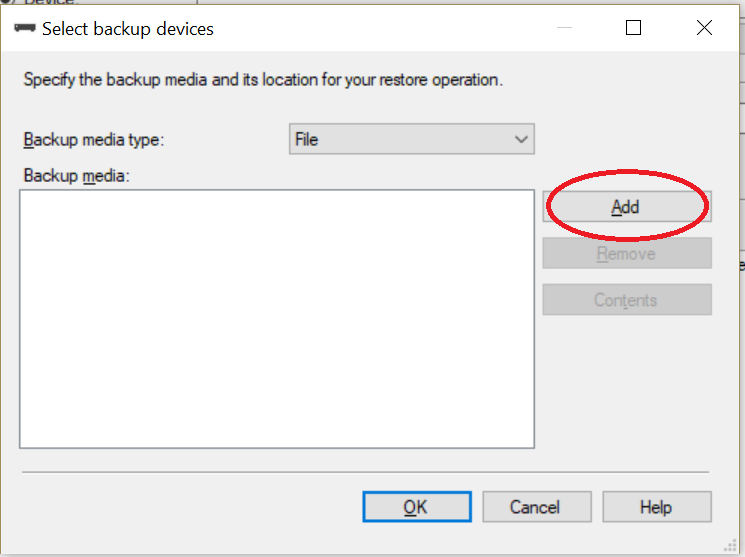 Device:
Select backup devices
Specify the backup media and its location for your restore operation.
Backup media type:
File
Backup media:
Add
Remove
Contents
OK
Cancel
Help